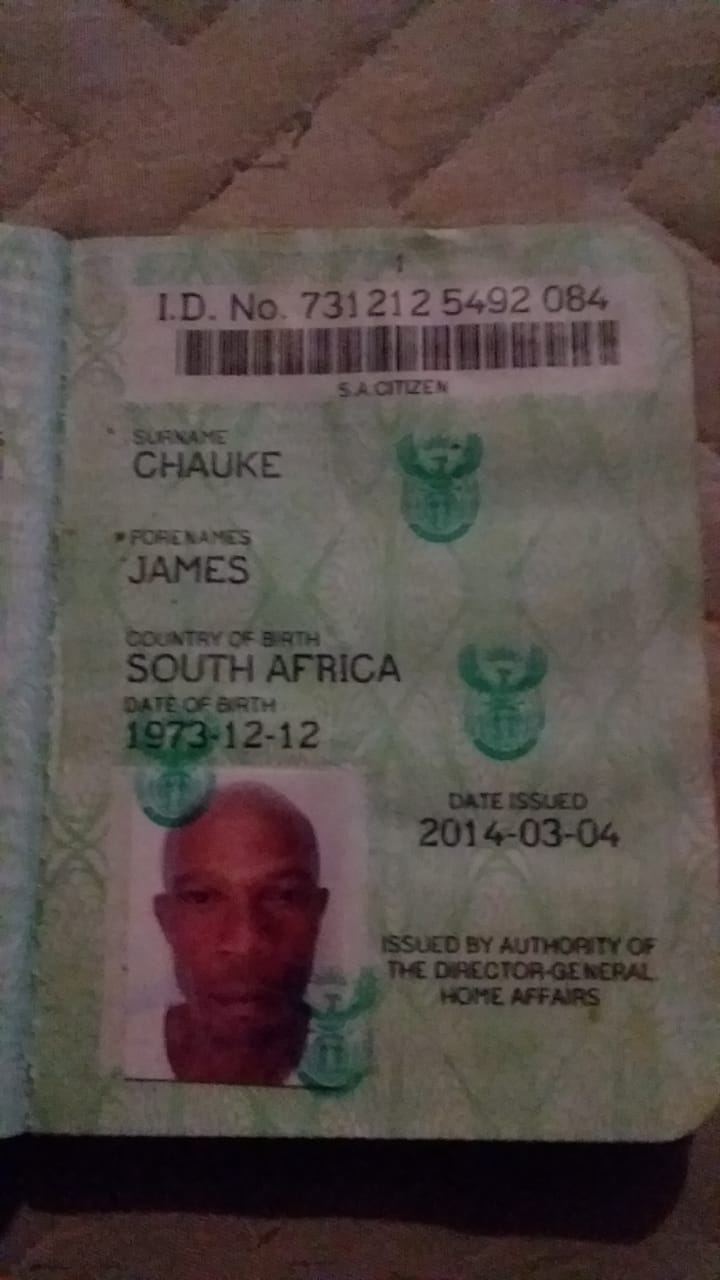 1
I.D. No. 731212 5492 084
S.A.CITIZEN
SURNAME
CHAUKE
FORENAMES
JAMES
COUNTRY OF BIRTH
SOUTH AFRICA
DATE OF BIRTH
1973-12-12
DATE ISSUED
2014-03-04
ISSUED BY AUTHORITY OF
THE DIRECTOR-GENERAL
HOME AFFAIRS